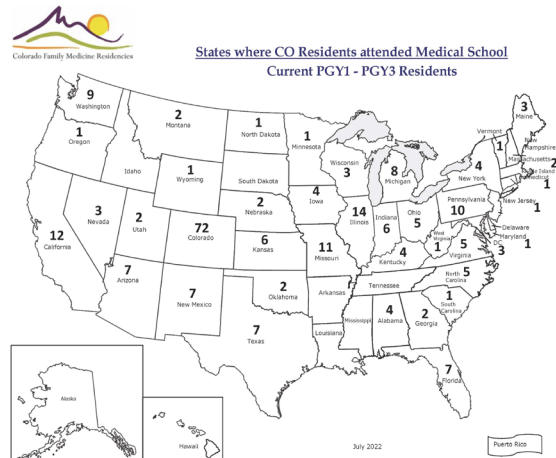 Colorado Family Medicine Residencies
States where CO Residents attended Medical School
Current PGY1 - PGY3 Residents
9
Washington
1
Oregon
2
Montana
1
North Dakota
1
Minnesota
3
Maine
Vermont
1
New
Hampshire
Massachusetts
2
Idaho
1
Wyoming
South Dakota
Wisconsin
3
8
Michigan
4
New York
1
2
Nebraska
4
Iowa
Pennsylvania
10
New Jersey
1
12
California
3
Nevada
2
Utah
72
Colorado
6
Kansas
11
Missouri
14
Illinois
Indiana
6
Ohio
5
West
Virginia
1
5
Virginia
Delaware
Maryland
DC
3
1
4
Kentucky
7
Arizona
7
New Mexico
2
Oklahoma
Arkansas
Tennessee
5
North
Carolina
1
South
Carolina
7
Texas
Louisiana
Mississippi
4
Alabama
2
Georgia
7
Florida
Alaska
Hawaii
July 2022
Puerto Rico